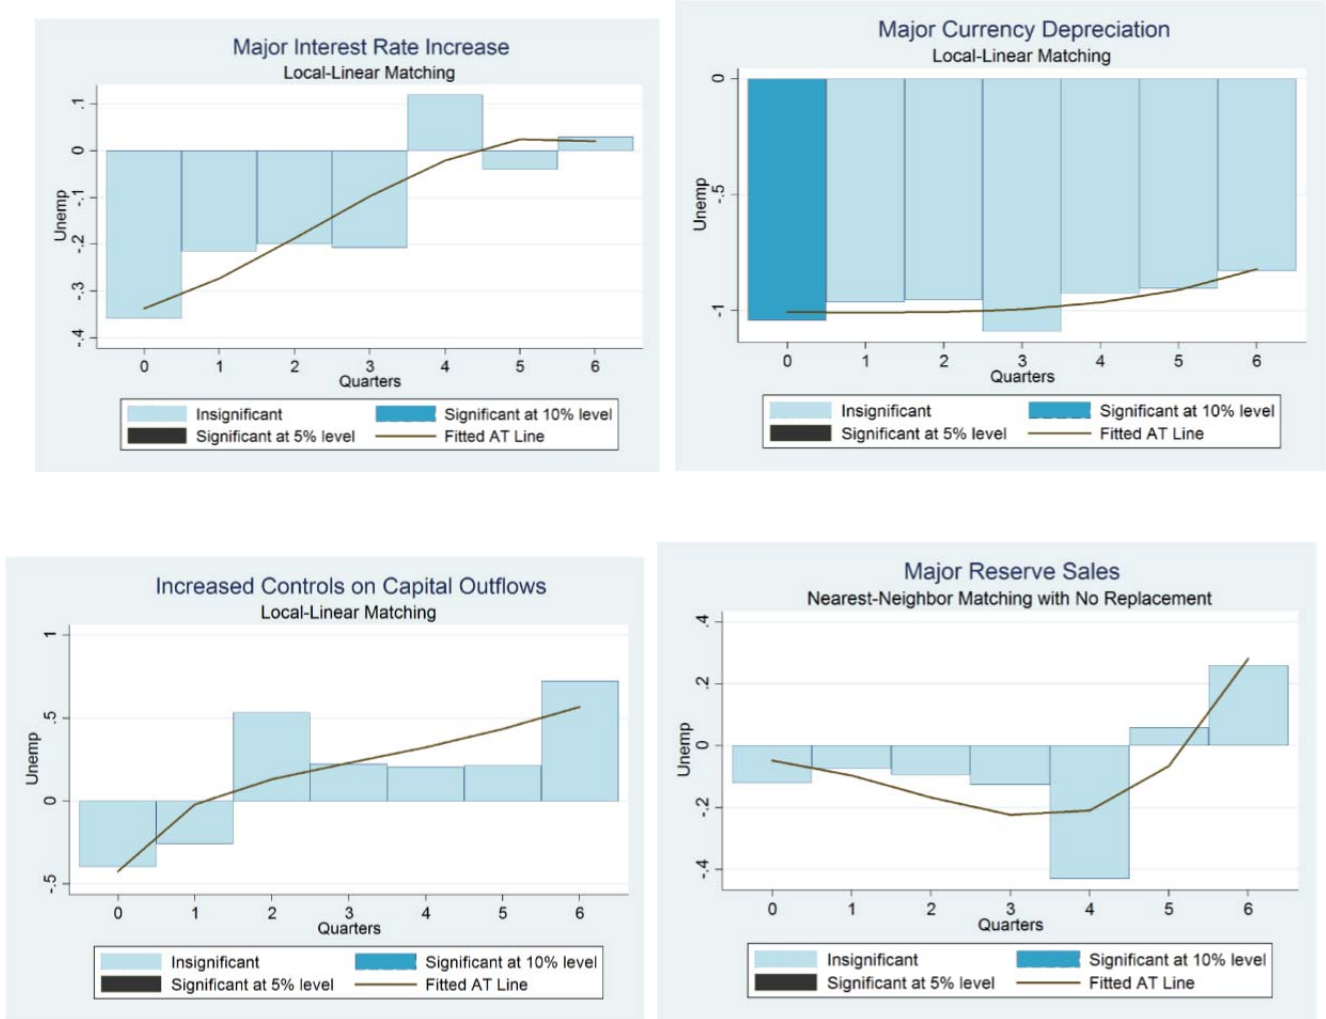 Major Interest Rate Increase
Local-Linear Matching
.1
0
-.1
-.2
-.3
-.4
Unemp
0 1 2 3 4 5 6
Quarters
Insignificant Significant at 10% level
Significant at 5% level Fitted AT Line
Major Currency Depreciation
Local-Linear Matching
0
-.5
-1
Unemp
0 1 2 3 4 5 6
Quarters
Insignificant Significant at 10% level
Significant at 5% level Fitted AT Line
Increased Controls on Capital Outflows
Local-Linear Matching
1
.5
0
-.5
Unemp
0 1 2 3 4 5 6
Quarters
Insignificant Significant at 10% level
Significant at 5% level Fitted AT Line
Major Reserve Sales
Nearest-Neighbor Matching with No Replacement
.4
.2
0
-.2
-.4
Unemp
0 1 2 3 4 5 6
Quarters
Insignificant Significant at 10% level
Significant at 5% level Fitted AT Line